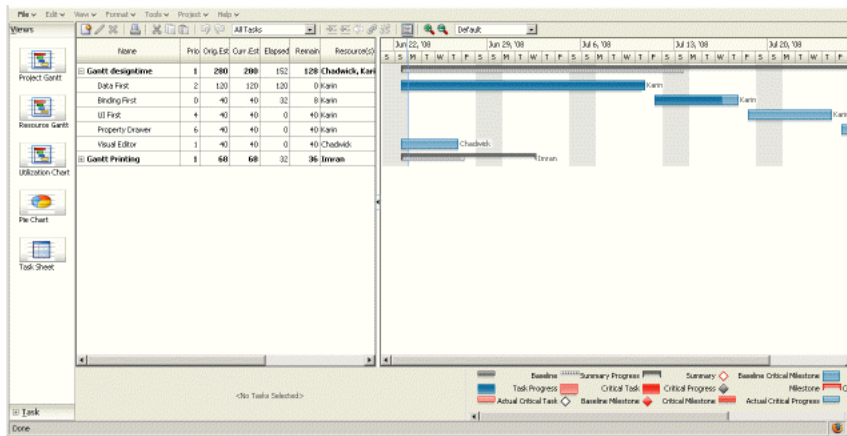 File Edit View Format Tools Project Help
Views
All Tasks Default
Project Gantt
Resource Gantt
Utilization Chart
Pie Chart
Task Sheet
Task
Name Prio Orig.Est Curr.Est Elapsed Remain Resource(s)
Gantt designtime 1 280 280 152 128 Chadwick, Kari
Data First 2 120 120 120 0 Karin
Binding First 0 40 40 32 8 Karin
UI First 4 40 40 0 40 Karin
Property Drawer 6 40 40 0 40 Karin
Visual Editor 1 40 40 0 40 Chadwick
Gantt Printing 1 68 68 32 36 Imran
Jun 22, '08 Jun 29, '08 Jul 6, '08 Jul 13, '08 Jul 20, '08
S S M T W T F S S M T W T F S S M T W T F S S M T W T F S S M T W T F
Karin
Karin
Karin
Chadwick
Imran
<No Tasks Selected>
Baseline Summary Progress Summary Baseline Critical Milestone
Task Progress Critical Task Critical Progress Milestone
Actual Critical Task Baseline Milestone Critical Milestone Actual Critical Progress
Done